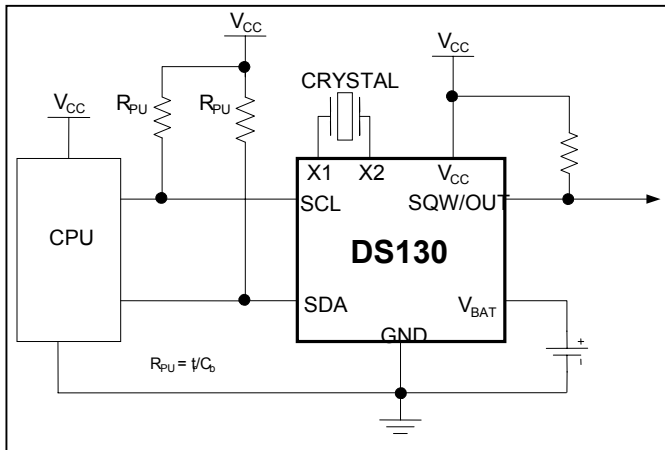 VCC
VCC
CRYSTAL
VCC
RPU
RPU
X1
X2
VCC
SCL
SQW/OUT
CPU
DS130
SDA
VBAT
GND
+
−
RPU = tr/Cb